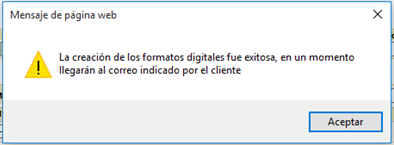 Mensaje de página web
La creación de los formatos digitales fue exitosa, en un momento
llegarán al correo indicado por el cliente
Aceptar